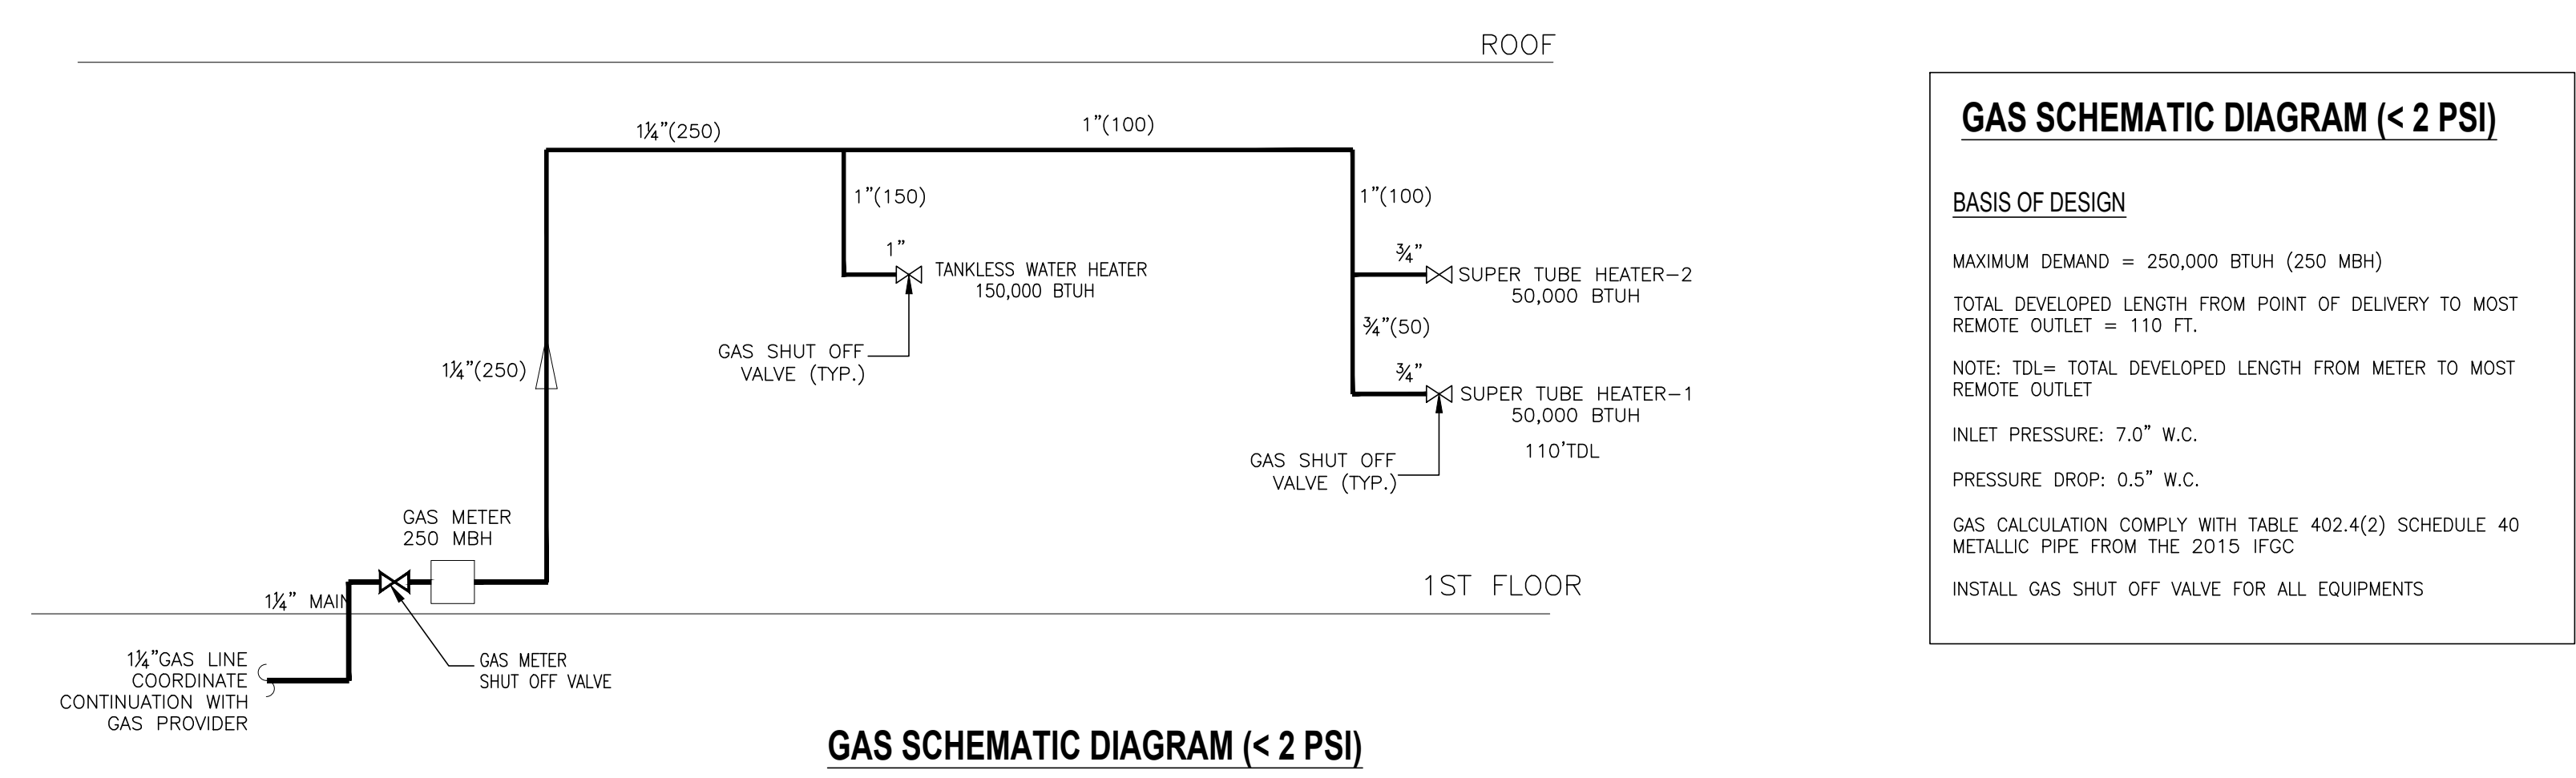 ROOF
1¼"(250)
1"(100)
1"(150)
1"(100)
1"
TANKLESS WATER HEATER
150,000 BTUH
¾"
SUPER TUBE HEATER-2
50,000 BTUH
¾"(50)
GAS SHUT OFF
VALVE (TYP.)
1¼"(250)
¾"
SUPER TUBE HEATER-1
50,000 BTUH
110'TDL
GAS SHUT OFF
VALVE (TYP.)
GAS METER
250 MBH
1ST FLOOR
1¼" MAIN
1¼"GAS LINE
COORDINATE
CONTINUATION WITH
GAS PROVIDER
GAS METER
SHUT OFF VALVE
GAS SCHEMATIC DIAGRAM (< 2 PSI)
GAS SCHEMATIC DIAGRAM (< 2 PSI)
BASIS OF DESIGN
MAXIMUM DEMAND = 250,000 BTUH (250 MBH)
TOTAL DEVELOPED LENGTH FROM POINT OF DELIVERY TO MOST
REMOTE OUTLET = 110 FT.
NOTE: TDL= TOTAL DEVELOPED LENGTH FROM METER TO MOST
REMOTE OUTLET
INLET PRESSURE: 7.0" W.C.
PRESSURE DROP: 0.5" W.C.
GAS CALCULATION COMPLY WITH TABLE 402.4(2) SCHEDULE 40
METALLIC PIPE FROM THE 2015 IFGC
INSTALL GAS SHUT OFF VALVE FOR ALL EQUIPMENTS